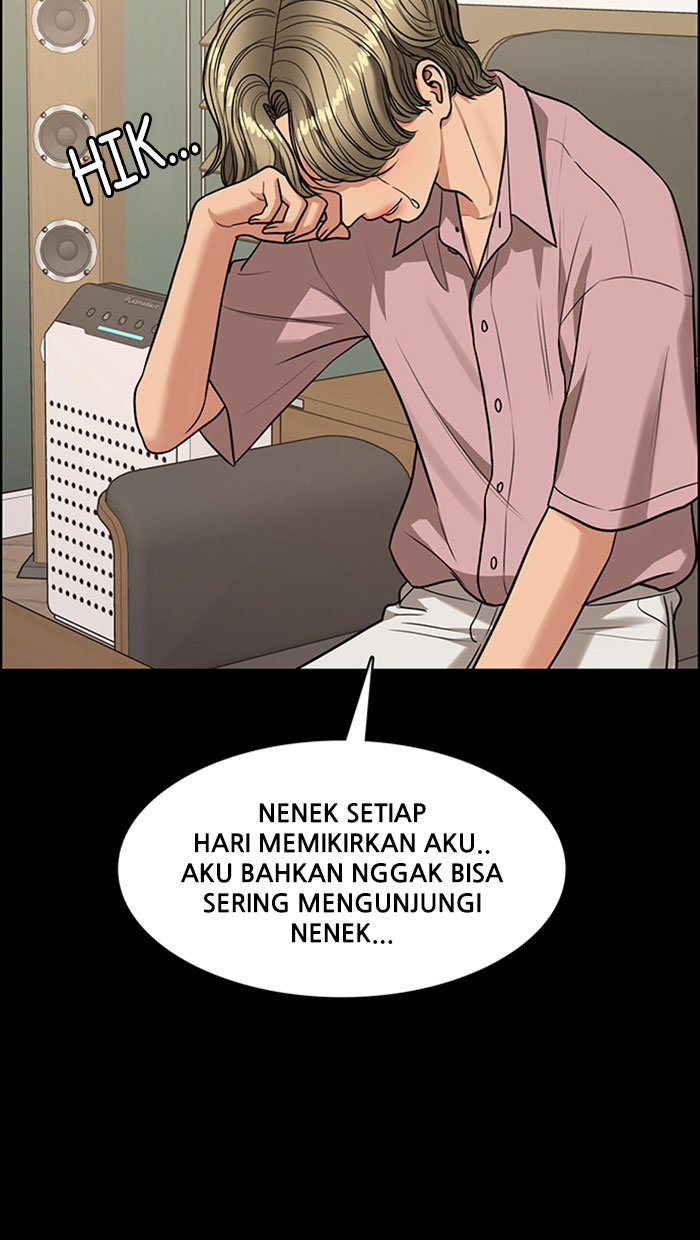 HIK...
NENEK SETIAP
HARI MEMIKIRKAN AKU..
AKU BAHKAN NGGAK BISA
SERING MENGUNJUNGI
NENEK...